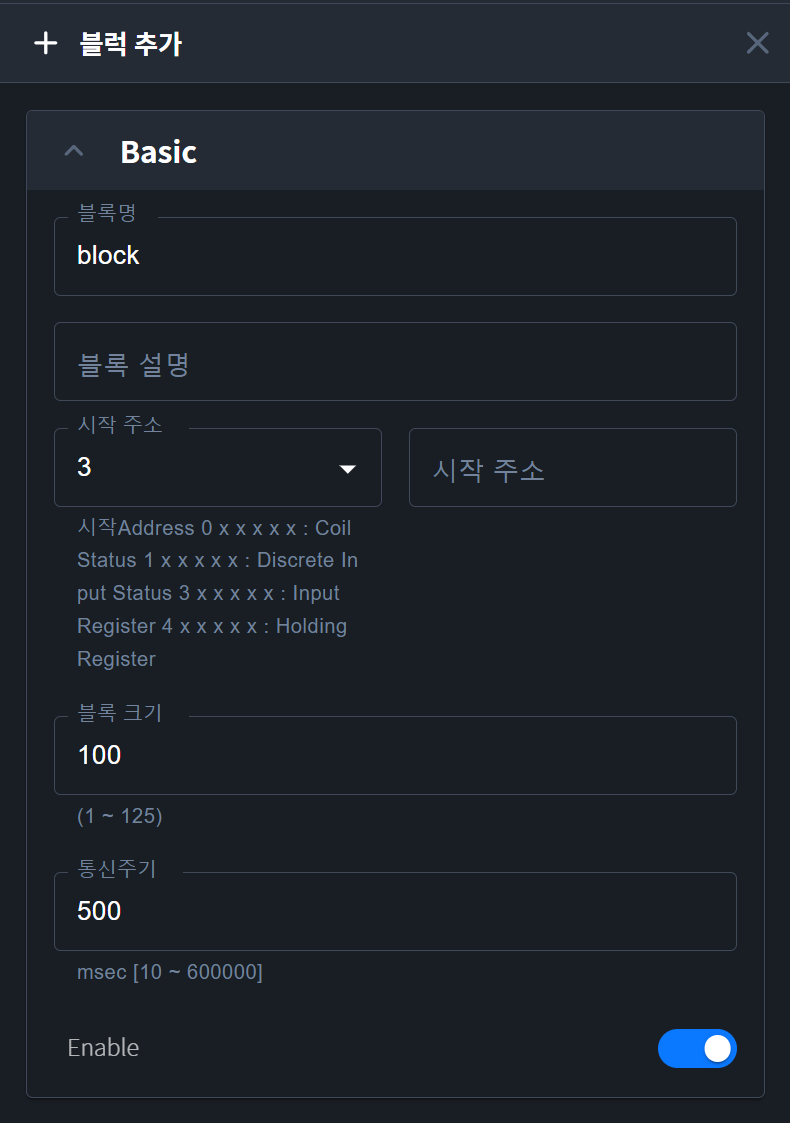 블럭 추가
Basic
블록명
block
블록 설명
시작 주소
3
시작 주소
시작Address 0 x x x x x : Coil
Status 1 x x x x x : Discrete In
put Status 3 x x x x x : Input
Register 4 x x x x x : Holding
Register
블록 크기
100
(1 ~ 125)
통신주기
500
msec [10 ~ 600000]
Enable